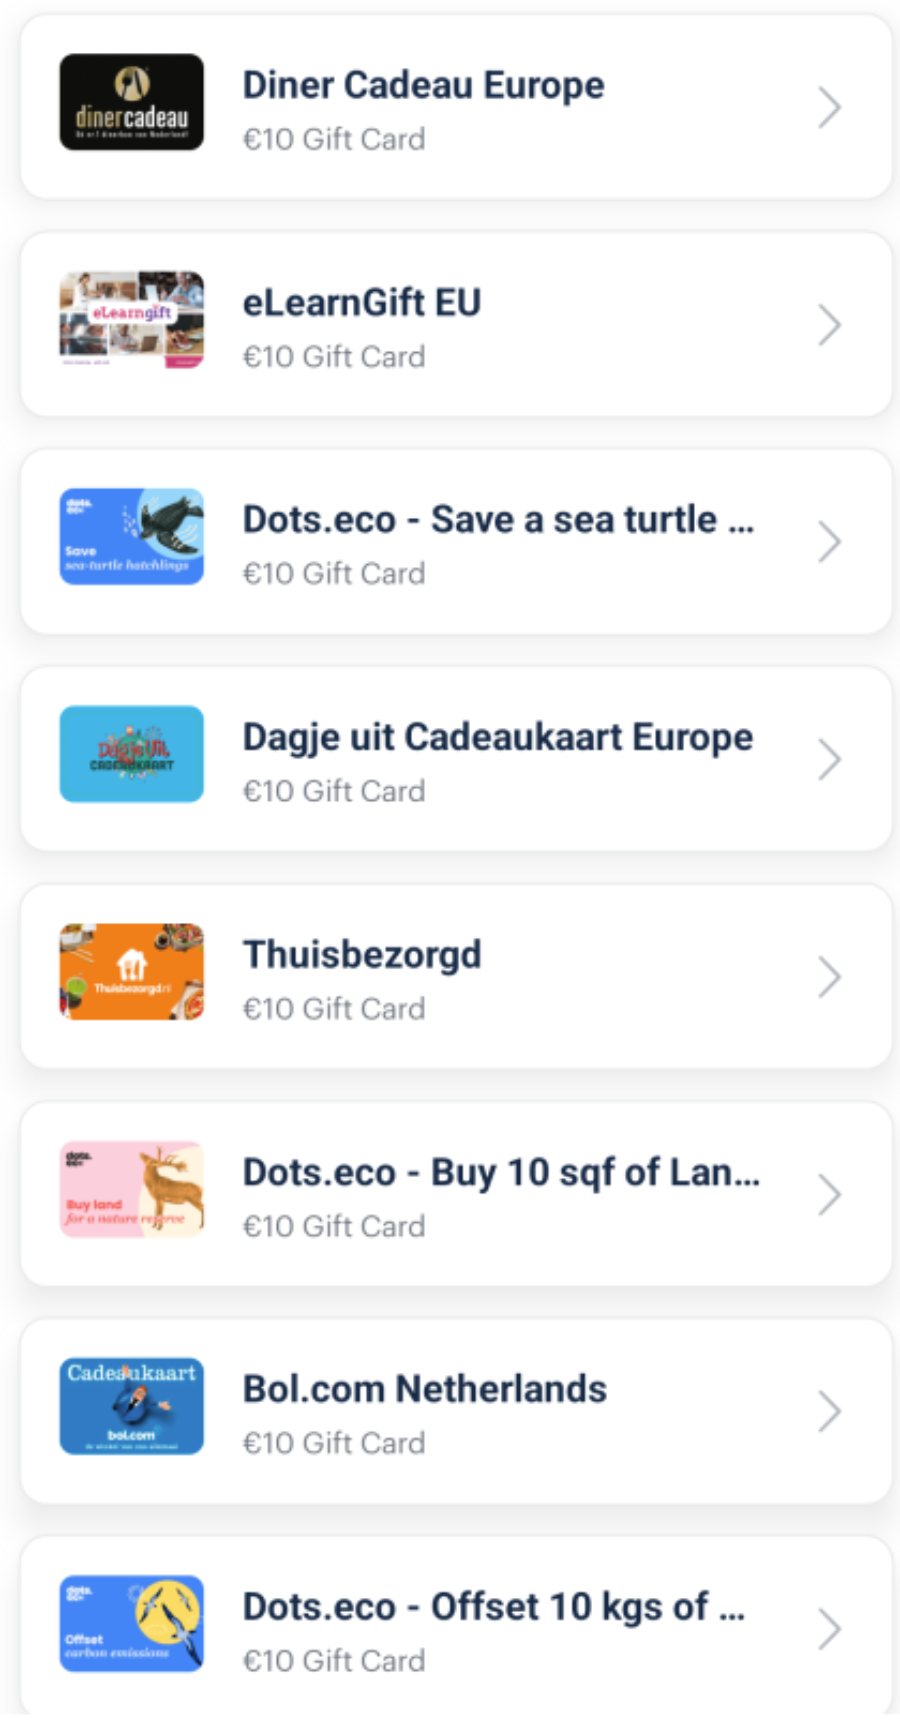 dinercadeau
Diner Cadeau Europe
€10 Gift Card
eLearngift
eLearnGift EU
€10 Gift Card
dots.
eco
Save
sea-turtle hatchlings
Dots.eco - Save a sea turtle ...
€10 Gift Card
Dagje Uit
CADEAUKAART
Dagje uit Cadeaukaart Europe
€10 Gift Card
Thuisbezorgd.nl
Thuisbezorgd
€10 Gift Card
dots.
eco
Buy land
for a nature reserve
Dots.eco - Buy 10 sqf of Lan...
€10 Gift Card
Cadeaukaart
bol.com
Bol.com Netherlands
€10 Gift Card
dots.
eco
Offset
carbon emissions
Dots.eco - Offset 10 kgs of ...
€10 Gift Card